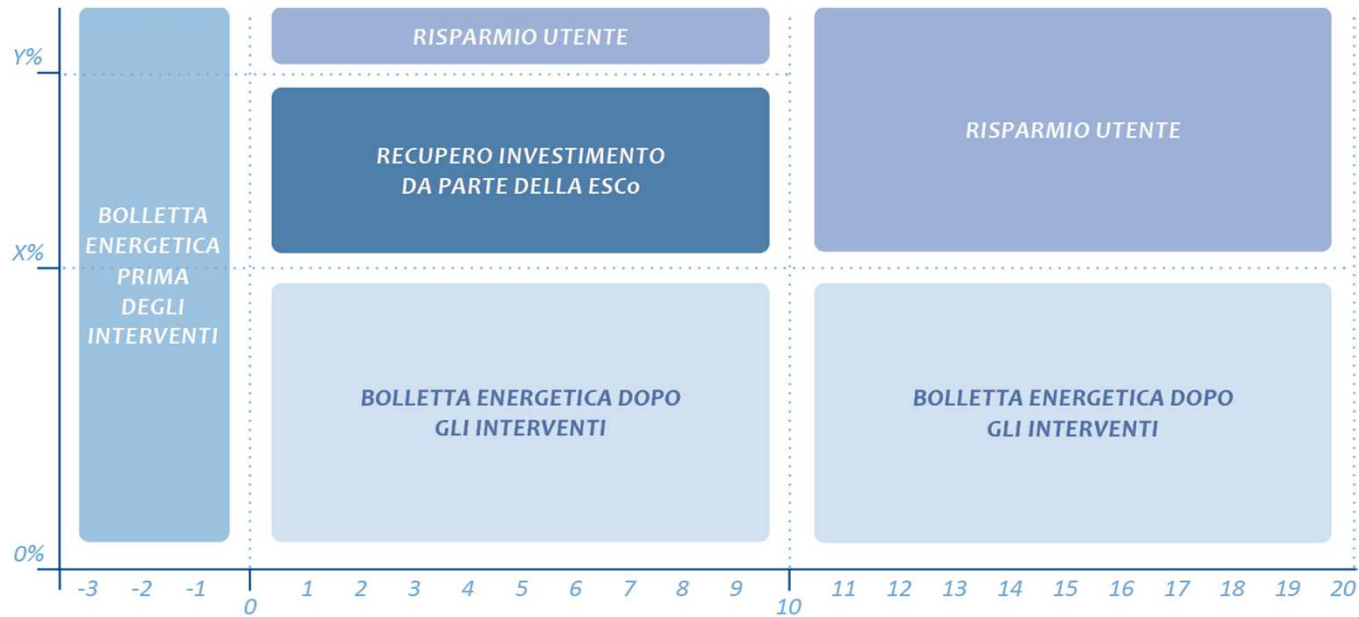 Y%
RISPARMIO UTENTE
RISPARMIO UTENTE
RECUPERO INVESTIMENTO
DA PARTE DELLA ESCo
BOLLETTA
ENERGETICA
PRIMA
DEGLI
INTERVENTI
X%
BOLLETTA ENERGETICA DOPO
GLI INTERVENTI
BOLLETTA ENERGETICA DOPO
GLI INTERVENTI
0%
-3 -2 -1 0 1 2 3 4 5 6 7 8 9 10 11 12 13 14 15 16 17 18 19 20